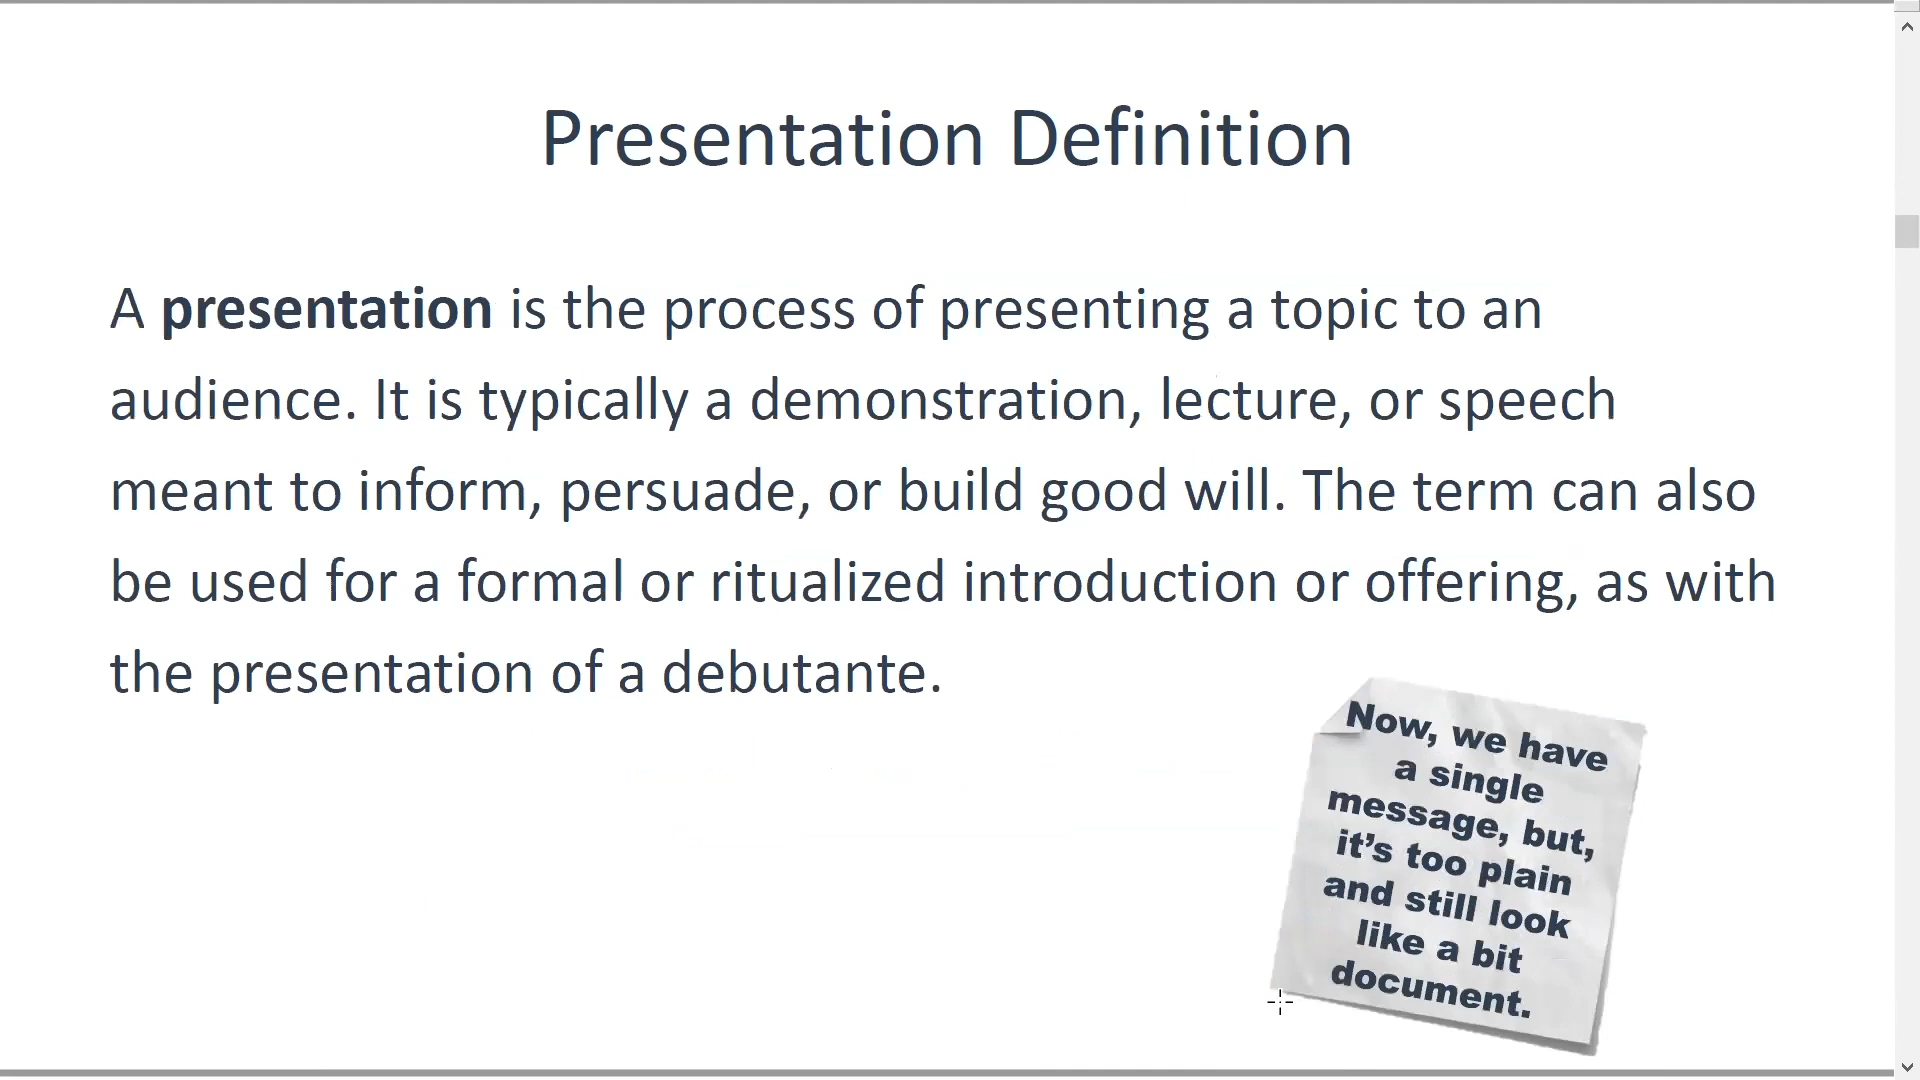 Presentation Definition
A presentation is the process of presenting a topic to an
audience. It is typically a demonstration, lecture, or speech
meant to inform, persuade, or build good will. The term can also
be used for a formal or ritualized introduction or offering, as with
the presentation of a debutante.
Now, we have
a single
message, but,
it’s too plain
and still look
like a bit
document.